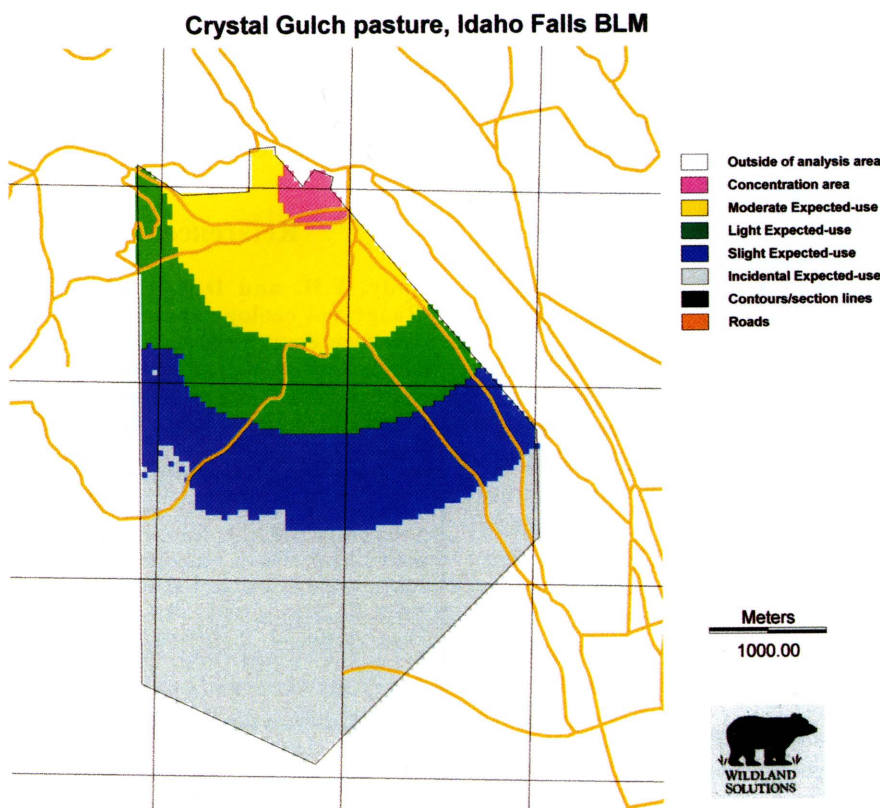 Crystal Gulch pasture, Idaho Falls BLM
Outside of analysis area
Concentration area
Moderate Expected-use
Light Expected-use
Slight Expected-use
Incidental Expected-use
Contours/section lines
Roads
Meters
1000.00
WILDLAND
SOLUTIONS